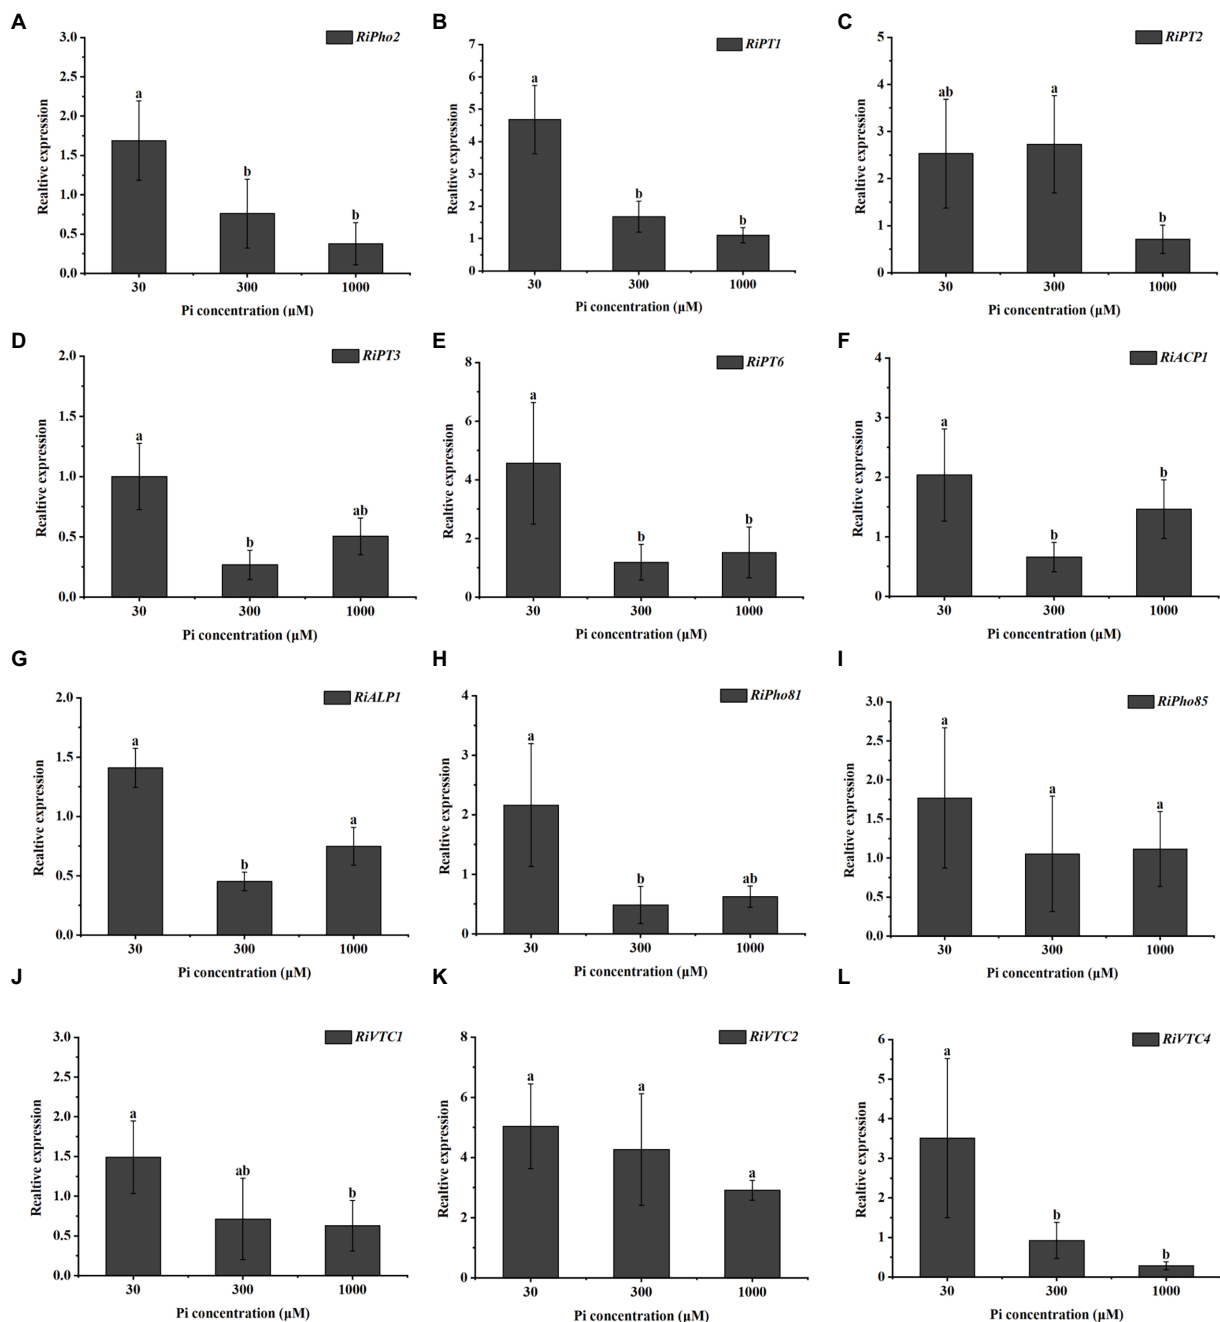 A
RiPho2
3.0
2.5
2.0
1.5
1.0
0.5
0.0
Realtive expression
a
b
b
30
300
1000
Pi concentration (µM)
B
RiPT1
7
6
5
4
3
2
1
0
Realtive expression
a
b
b
30
300
1000
Pi concentration (µM)
C
RiPT2
5
4
3
2
1
0
Realtive expression
ab
a
b
30
300
1000
Pi concentration (µM)
D
RiPT3
2.0
1.5
1.0
0.5
0.0
Realtive expression
a
b
ab
30
300
1000
Pi concentration (µM)
E
RiPT6
8
6
4
2
0
Realtive expression
a
b
b
30
300
1000
Pi concentration (µM)
F
RiACP1
4
3
2
1
0
Realtive expression
a
b
b
30
300
1000
Pi concentration (µM)
G
RiALP1
2.0
1.5
1.0
0.5
0.0
Realtive expression
a
b
a
30
300
1000
Pi concentration (µM)
H
RiPho81
4
3
2
1
0
Realtive expression
a
b
ab
30
300
1000
Pi concentration (µM)
I
RiPho85
3.0
2.5
2.0
1.5
1.0
0.5
0.0
Realtive expression
a
a
a
30
300
1000
Pi concentration (µM)
J
RiVTC1
3.0
2.5
2.0
1.5
1.0
0.5
0.0
Realtive expression
a
ab
b
30
300
1000
Pi concentration (µM)
K
RiVTC2
8
6
4
2
0
Realtive expression
a
a
a
30
300
1000
Pi concentration (µM)
L
RiVTC4
6
5
4
3
2
1
0
Realtive expression
a
b
b
30
300
1000
Pi concentration (µM)